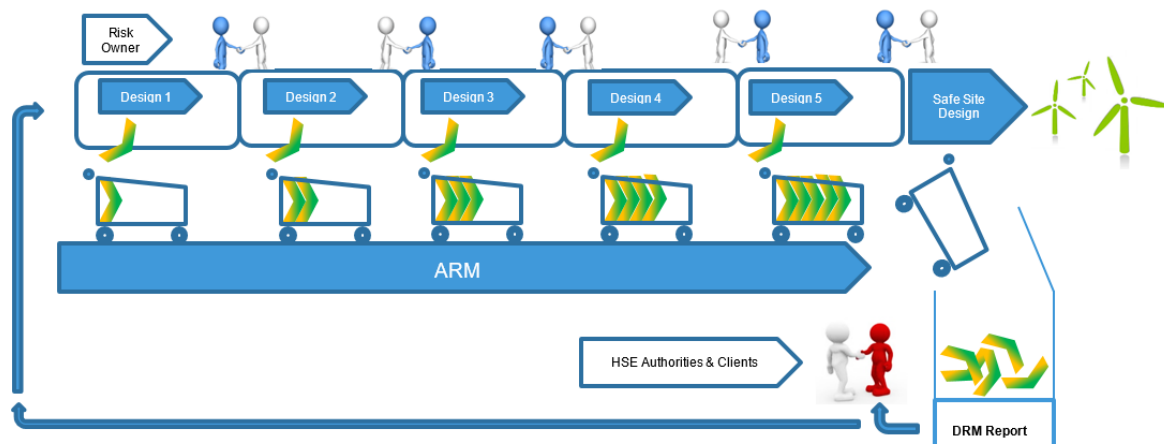 Risk
Owner
Design 1
Design 2
Design 3
Design 4
Design 5
Safe Site
Design
ARM
HSE Authorities & Clients
DRM Report